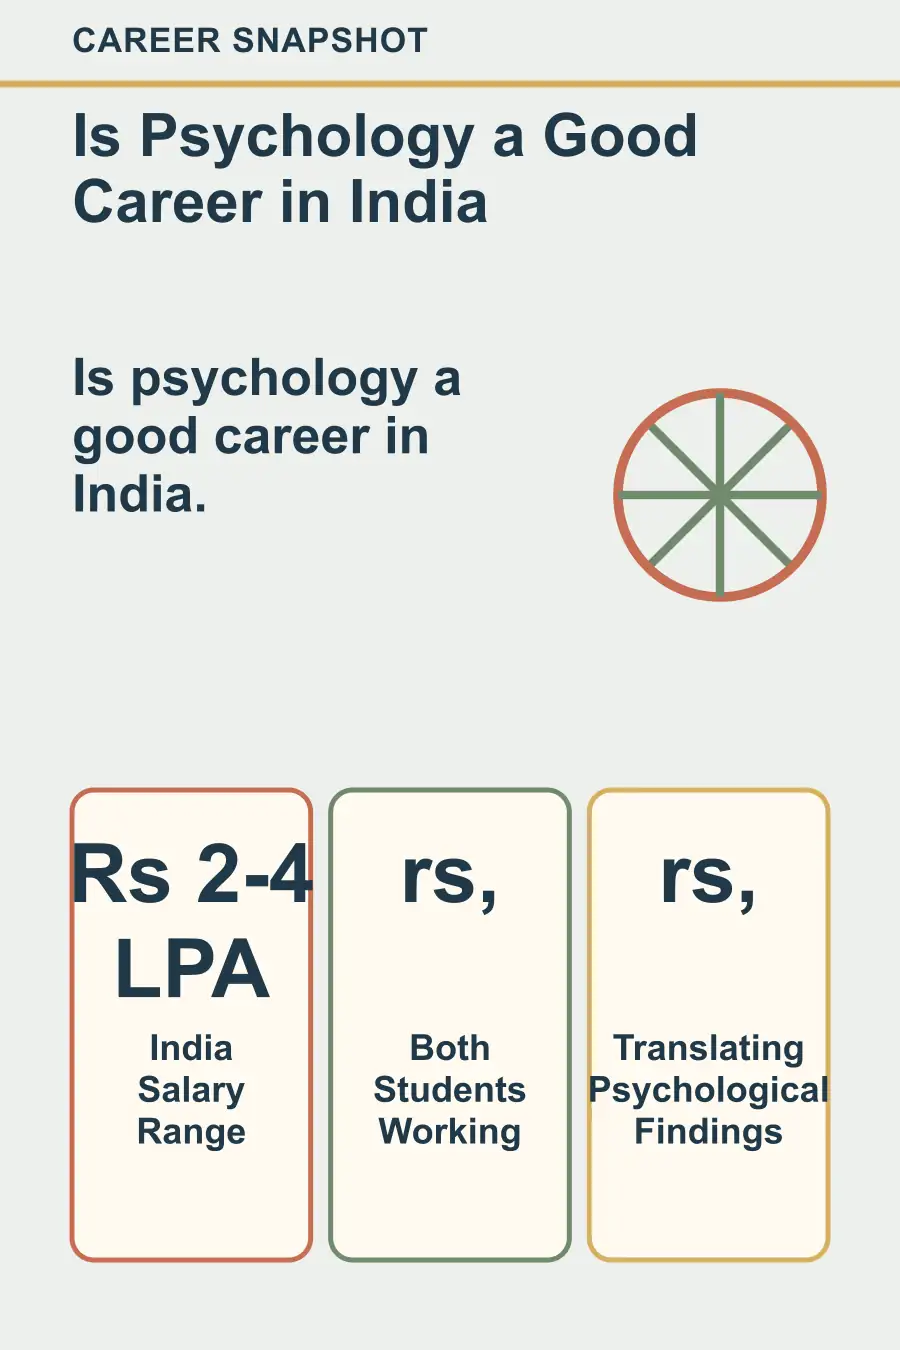 CAREER SNAPSHOT
Is Psychology a Good
Career in India
Is psychology a
good career in
India.
Rs 2-4
LPA
India
Salary
Range
rs,
Both
Students
Working
rs,
Translating
Psychological
Findings